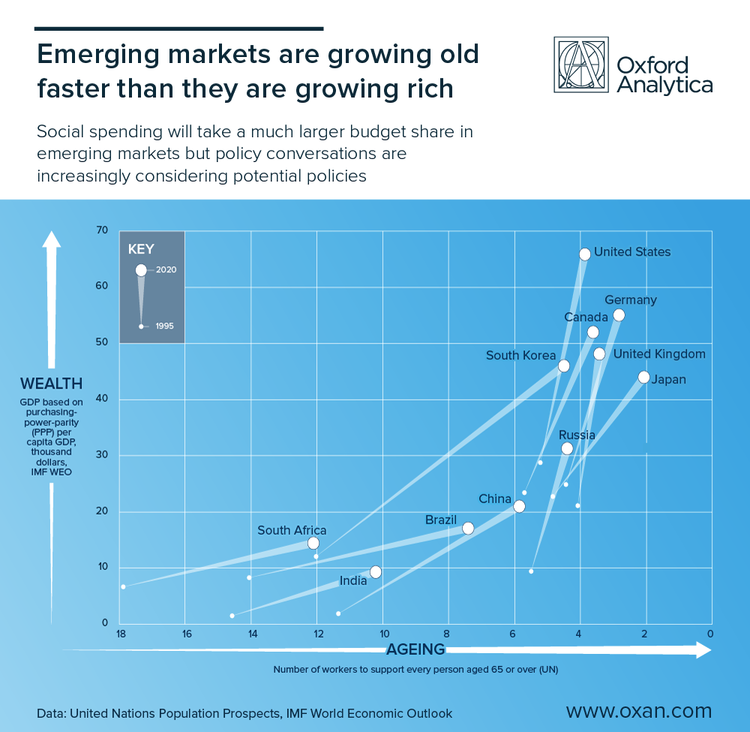 Emerging markets are growing old
faster than they are growing rich
Oxford
Analytica
Social spending will take a much larger budget share in
emerging markets but policy conversations are
increasingly considering potential policies
WEALTH
GDP based on
purchasing-
power-parity
(PPP) per
capita GDP,
thousand
dollars,
IMF WEO
70
60
50
40
30
20
10
0
KEY
2020
1995
United States
Germany
Canada
South Korea
United Kingdom
Japan
Russia
China
Brazil
South Africa
India
18 16 14 12 10 8 6 4 2 0
AGEING
Number of workers to support every person aged 65 or over (UN)
Data: United Nations Population Prospects, IMF World Economic Outlook
www.oxan.com